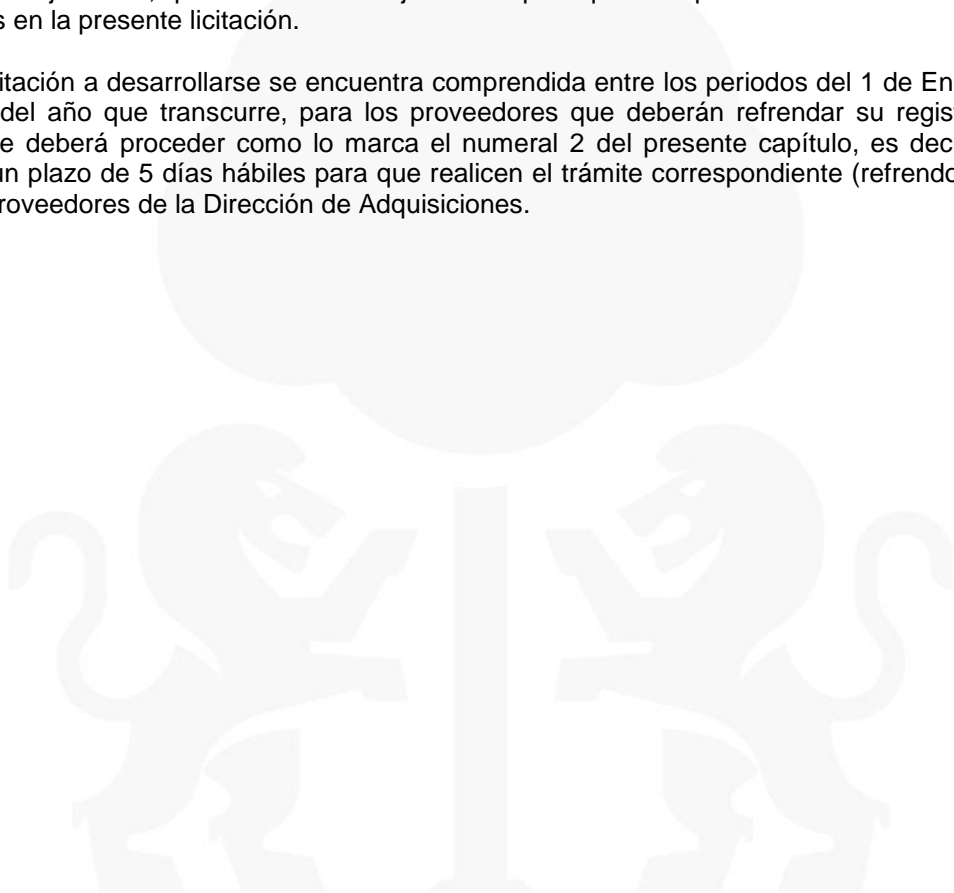 s en la presente licitación.
itación a desarrollarse se encuentra comprendida entre los periodos del 1 de En
del año que transcurre, para los proveedores que deberán refrendar su regis
e deberá proceder como lo marca el numeral 2 del presente capítulo, es dec
un plazo de 5 días hábiles para que realicen el trámite correspondiente (refrendo
roveedores de la Dirección de Adquisiciones.